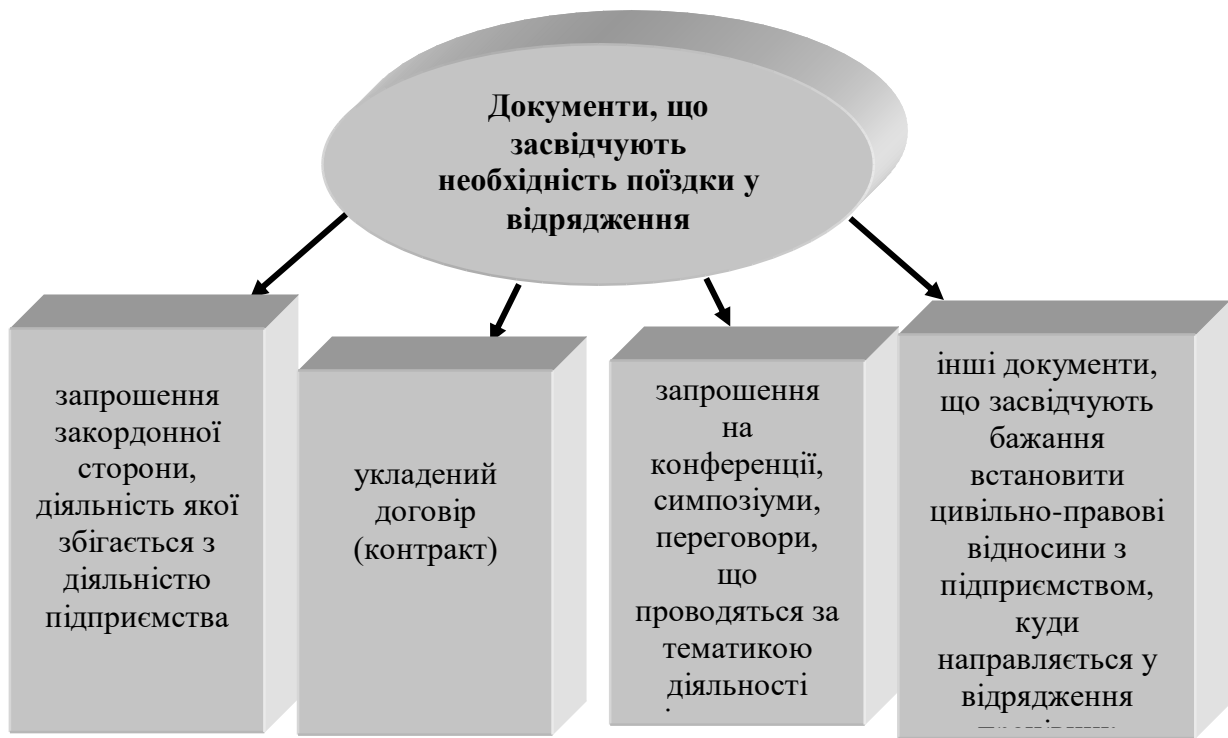 Документи, що
засвідчують
необхідність поїздки у
відрядження
запрошення
закордонної
сторони,
діяльність якої
збігається з
діяльністю
підприємства
укладений
договір
(контракт)
запрошення
на
конференції,
симпозіуми,
переговори,
що
проводяться за
тематикою
діяльності
інші документи,
що засвідчують
бажання
встановити
цивільно-правові
відносини з
підприємством,
куди
направляється у
відрядження